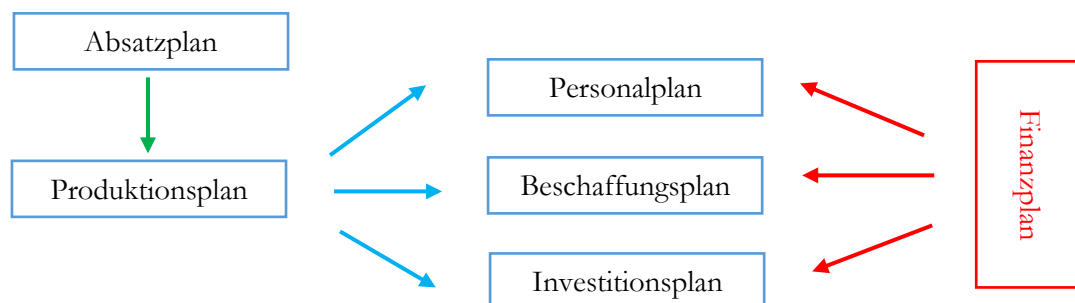 Absatzplan
Produktionsplan
Personalplan
Beschaffungsplan
Investitionsplan
Finanzplan